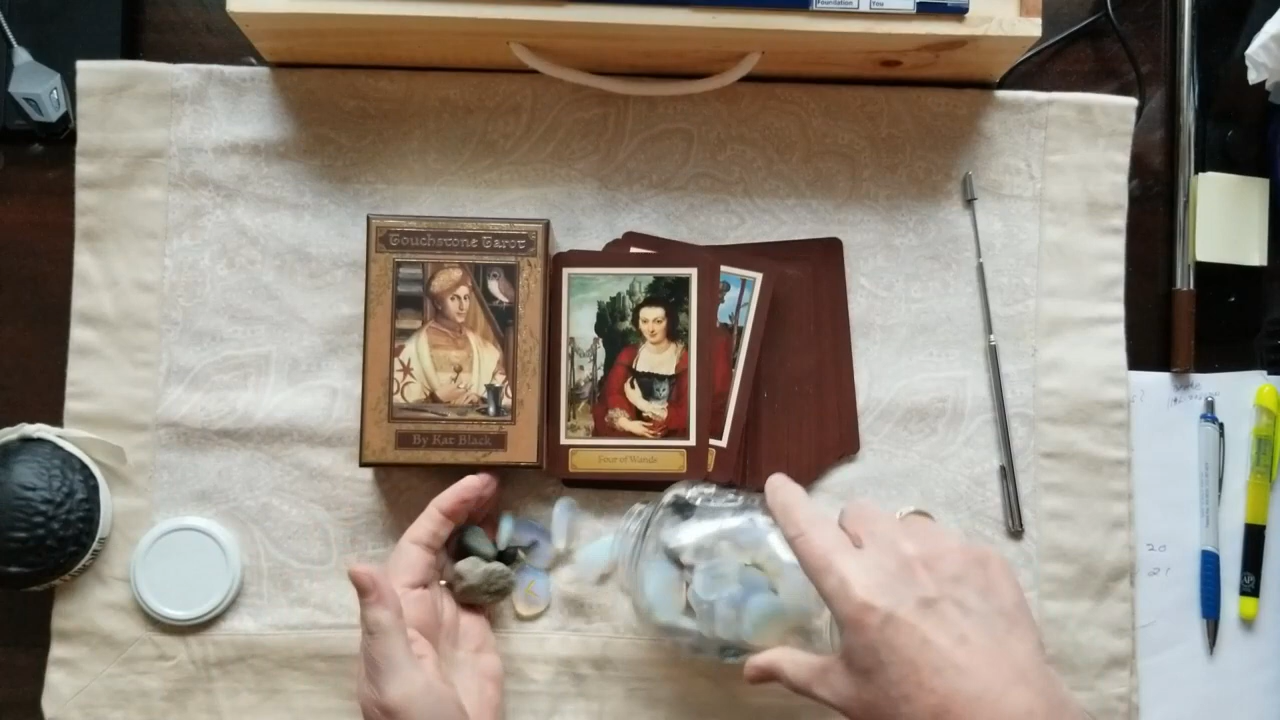 Foundation
You
Touchstone Tarot
By Kat Black
Four of Wands
20
21